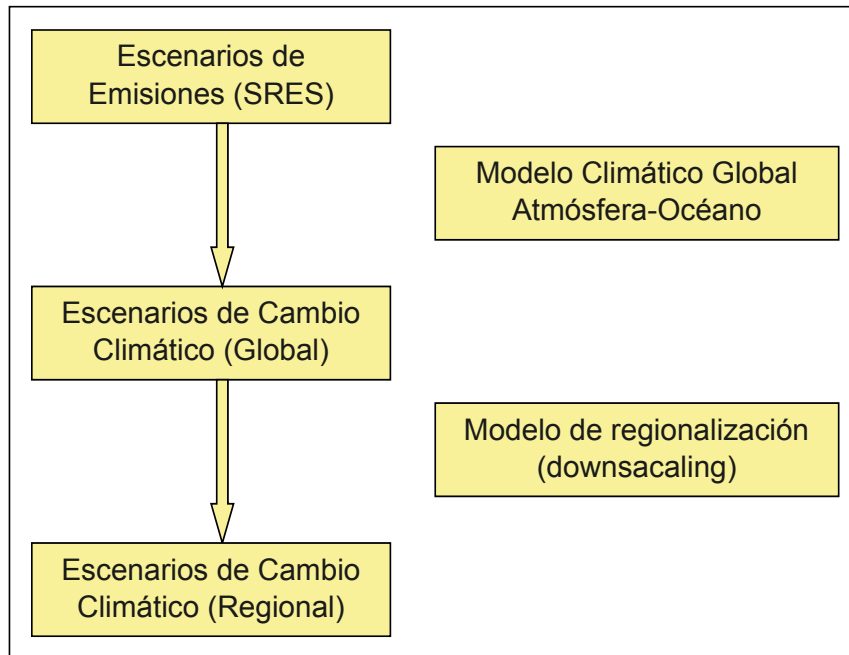 Escenarios de
Emisiones (SRES)
Modelo Climático Global
Atmósfera-Océano
Escenarios de Cambio
Climático (Global)
Modelo de regionalización
(downsacaling)
Escenarios de Cambio
Climático (Regional)